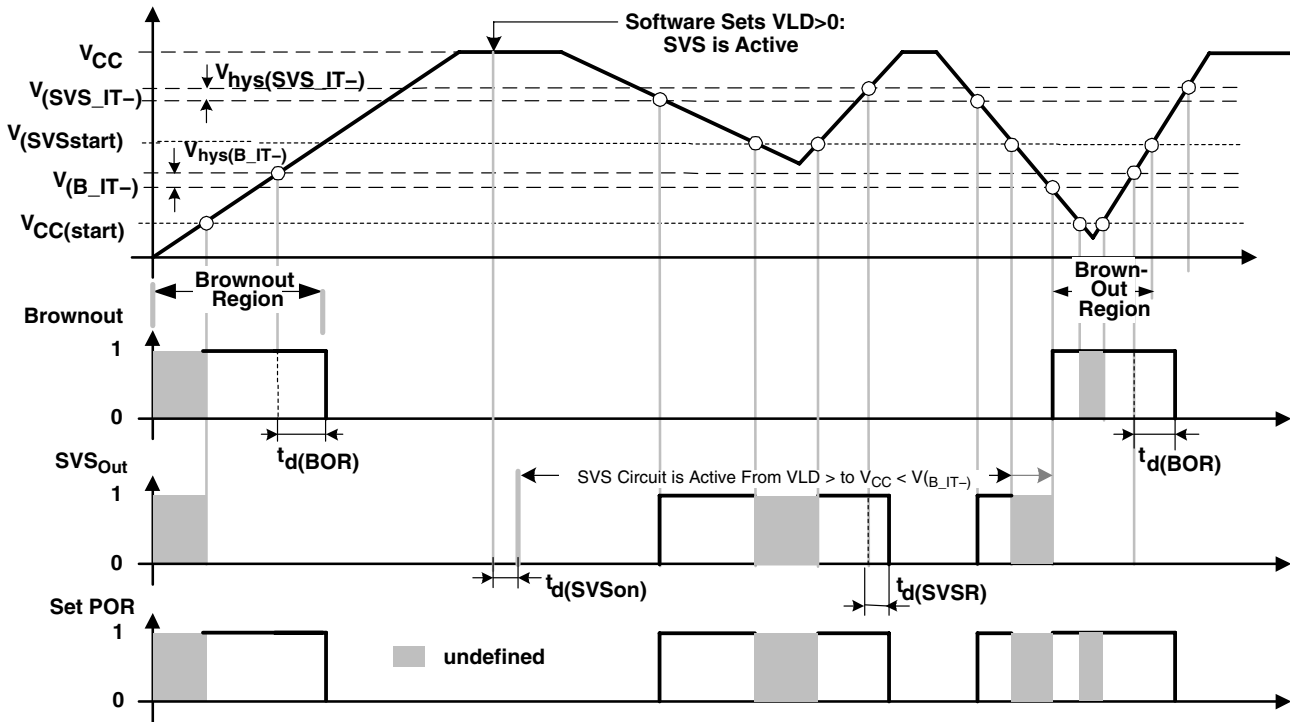 Software Sets VLD>0:
SVS is Active
VCC
Vhys(SVS_IT−)
V(SVS_IT−)
V(SVSstart)
Vhys(B_IT−)
V(B_IT−)
VCC(start)
Brownout
Region
Brown-
Out
Region
Brownout
1
0
td(BOR)
td(BOR)
SVSOut
SVS Circuit is Active From VLD > to VCC < V(B_IT−)
1
0
td(SVSon)
td(SVSR)
Set POR
1
undefined
0